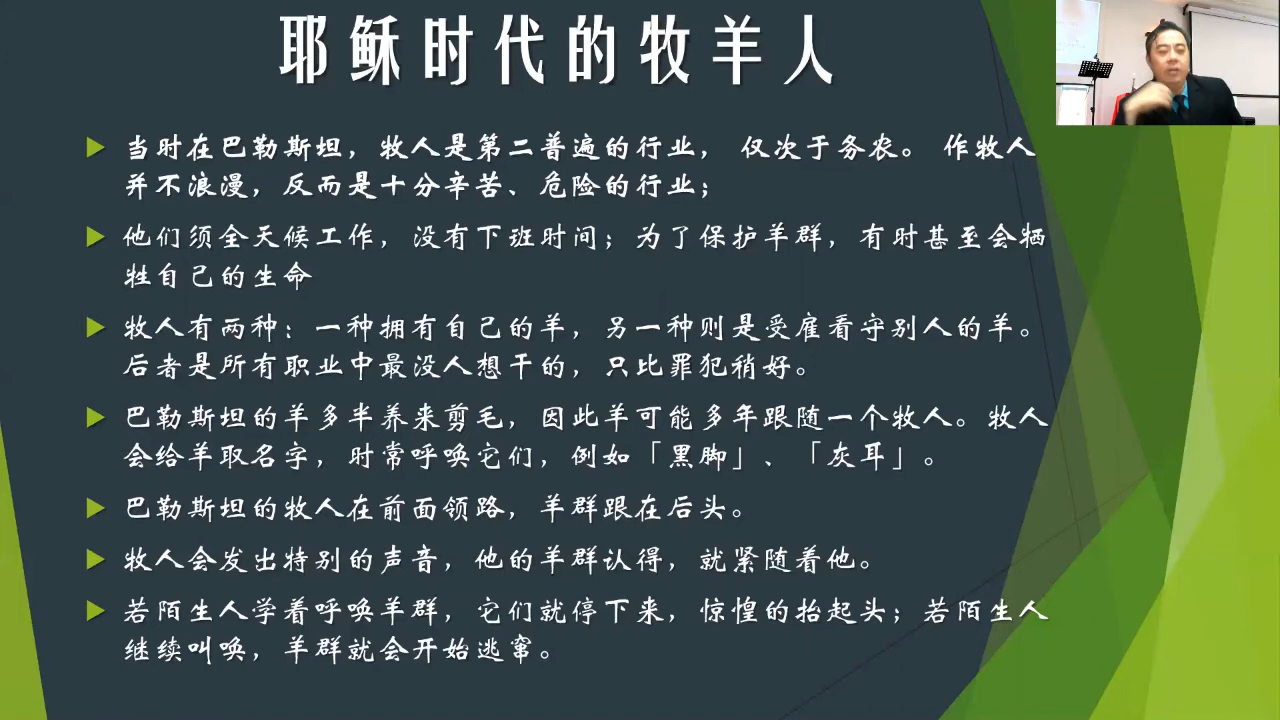 耶稣时代的牧羊人
当时在巴勒斯坦，牧人是第二普遍的行业， 仅次于务农。 作牧人
并不浪漫，反而是十分辛苦、危险的行业；
他们须全天候工作，没有下班时间；为了保护羊群，有时甚至会牺
牲自己的生命
牧人有两种：一种拥有自己的羊，另一种则是受雇看守别人的羊。
后者是所有职业中最没人想干的，只比罪犯稍好。
巴勒斯坦的羊多半养来剪毛，因此羊可能多年跟随一个牧人。牧人
会给羊取名字，时常呼唤它们，例如「黑脚」、「灰耳」。
巴勒斯坦的牧人在前面领路，羊群跟在后头。
牧人会发出特别的声音，他的羊群认得，就紧随着他。
若陌生人学着呼唤羊群，它们就停下来，惊惶的抬起头；若陌生人
继续叫唤，羊群就会开始逃窜。